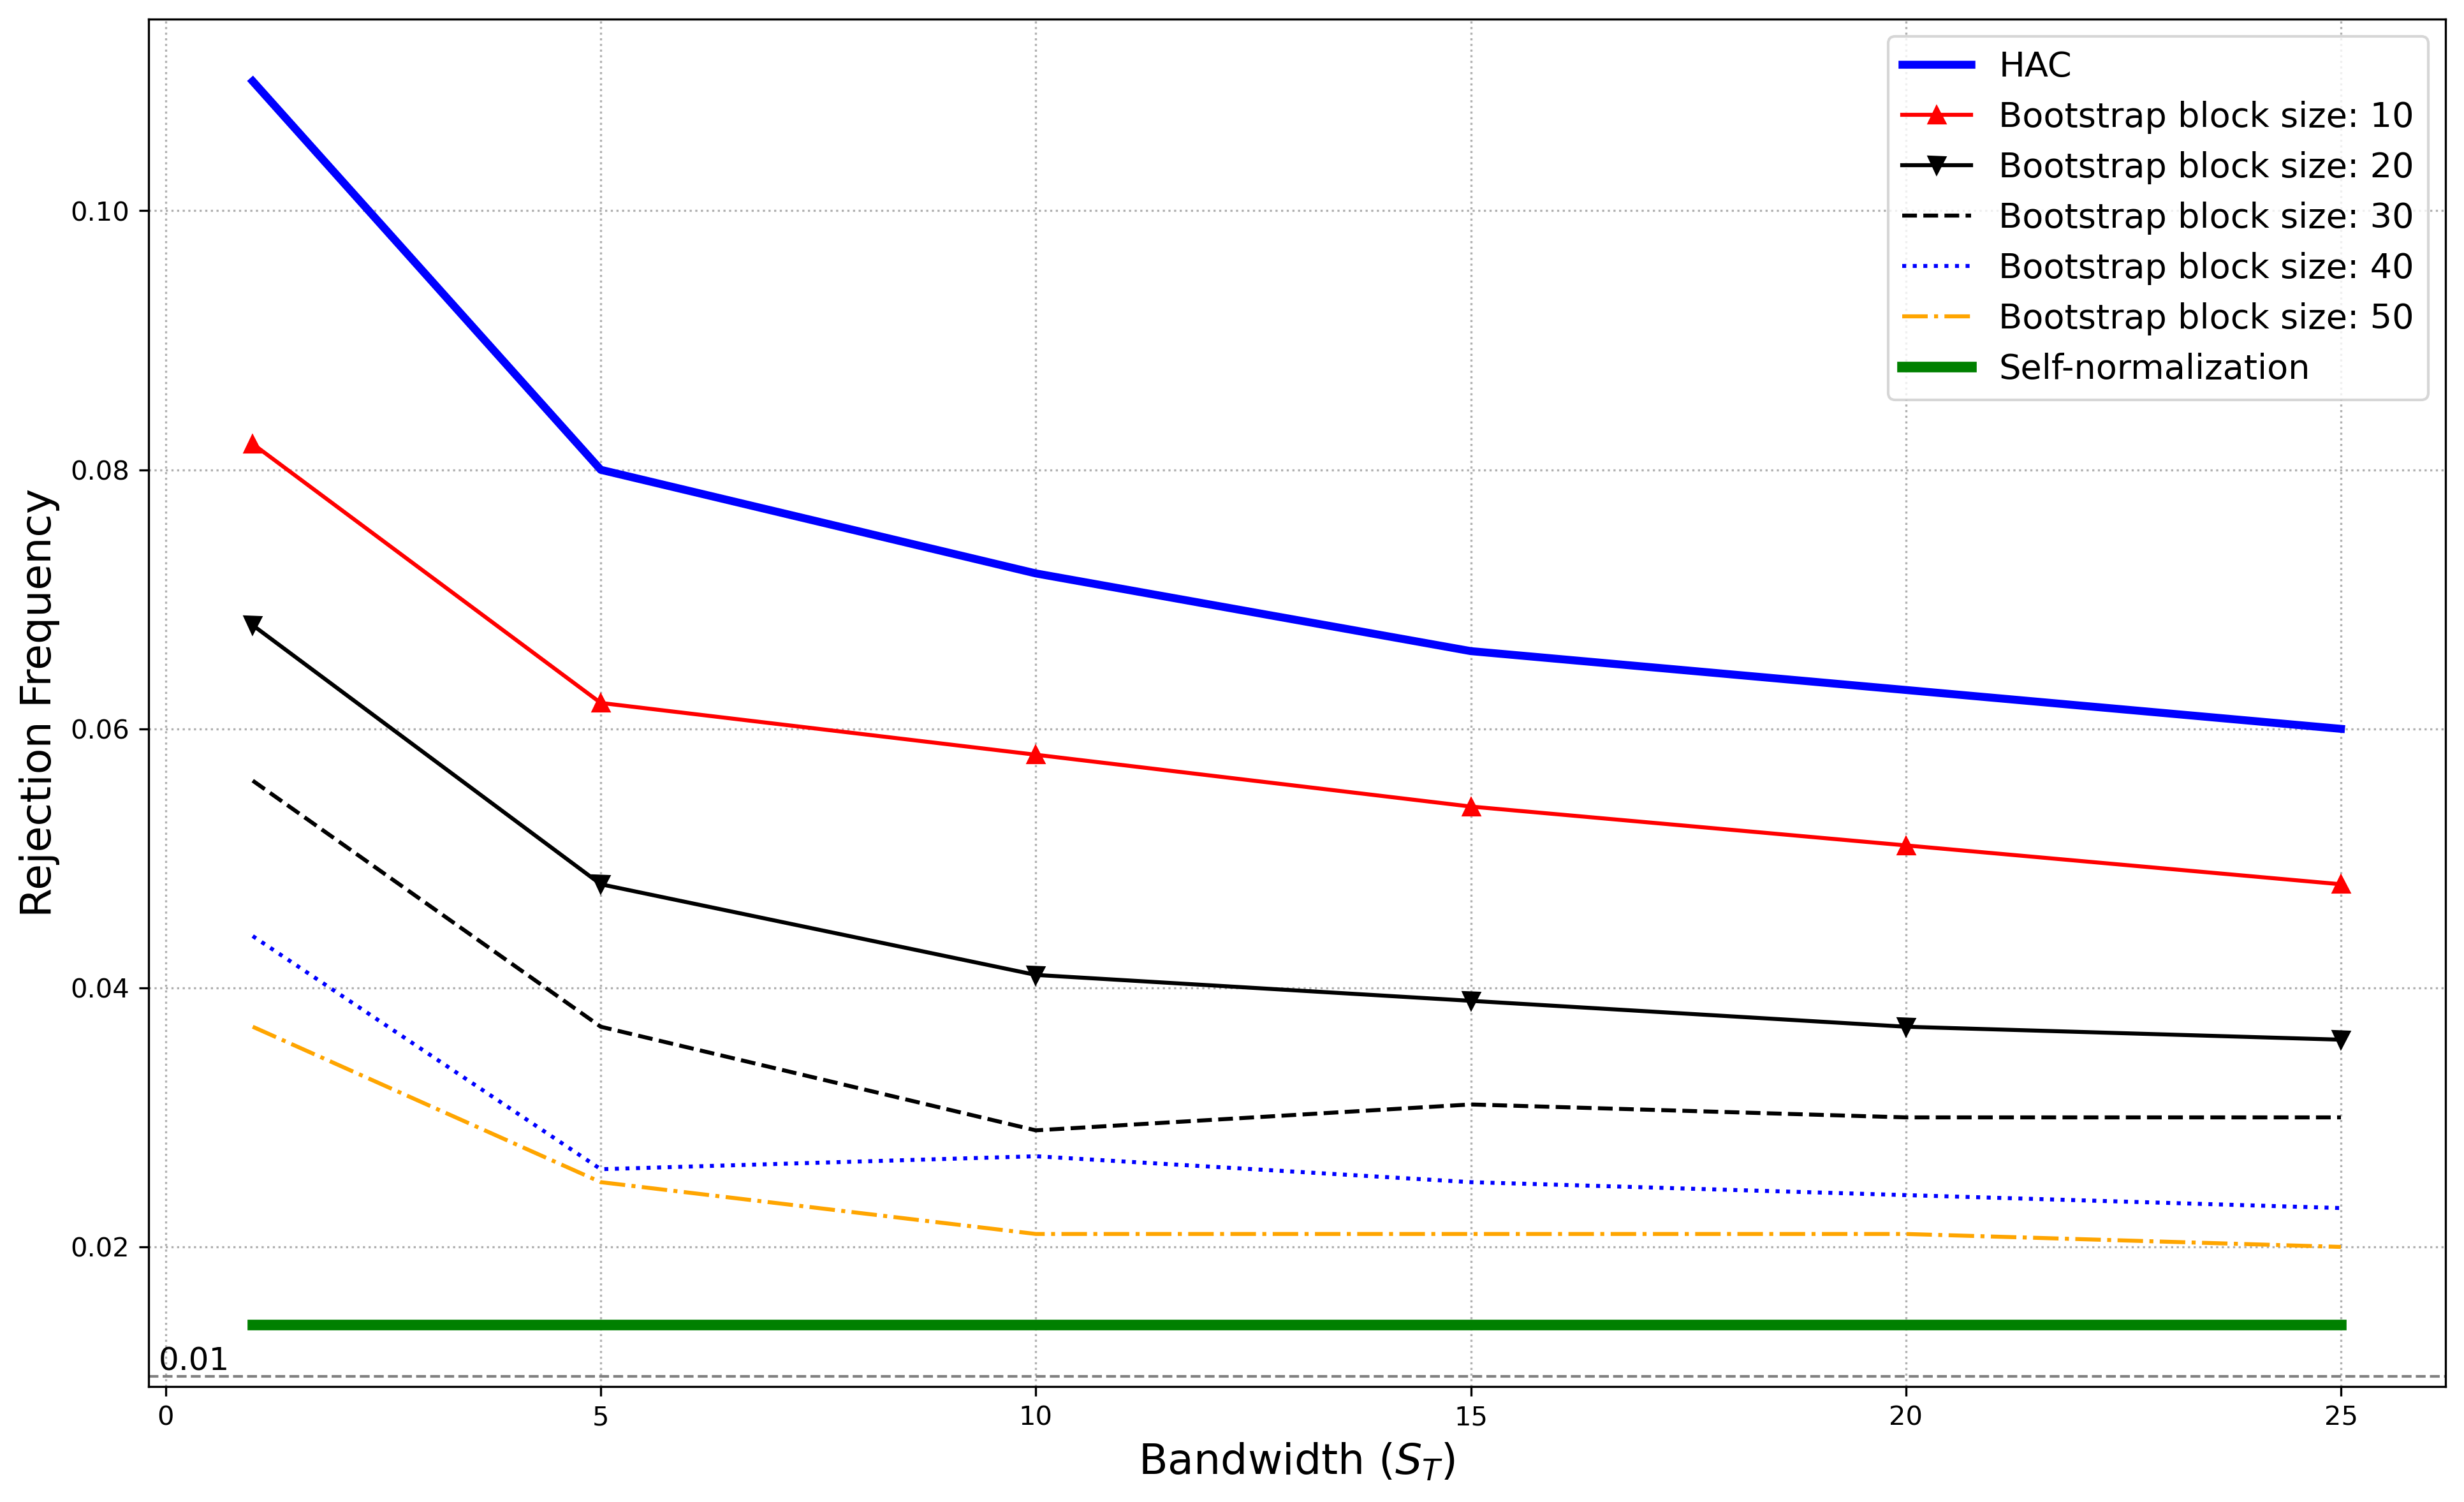 HAC
Bootstrap block size: 10
Bootstrap block size: 20
Bootstrap block size: 30
Bootstrap block size: 40
Bootstrap block size: 50
Self-normalization
Rejection Frequency
0.10
0.08
0.06
0.04
0.02
0.01
0 5 10 15 20 25
Bandwidth (S_T)